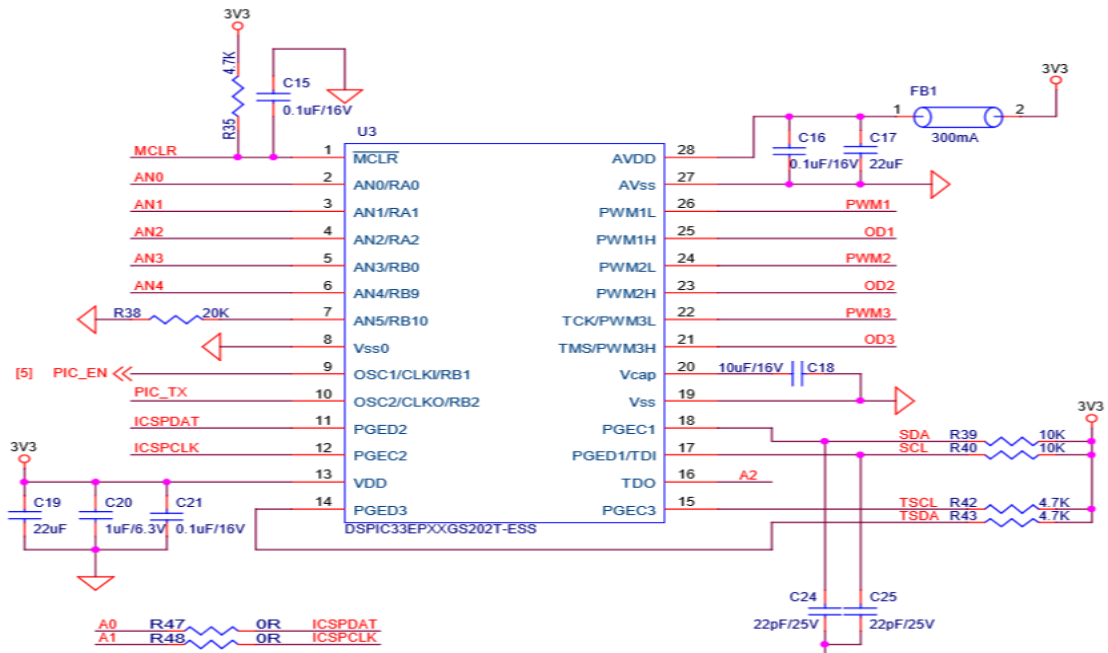 3V3
4.7K
R35
C15
0.1uF/16V
3V3
FB1
1
2
300mA
C16
0.1uF/16V
C17
22uF
U3
MCLR 1 MCLR AVDD 28
AN0 2 AN0/RA0 AVss 27
AN1 3 AN1/RA1 PWM1L 26 PWM1
AN2 4 AN2/RA2 PWM1H 25 OD1
AN3 5 AN3/RB0 PWM2L 24 PWM2
AN4 6 AN4/RB9 PWM2H 23 OD2
R38 20K 7 AN5/RB10 TCK/PWM3L 22 PWM3
8 Vss0 TMS/PWM3H 21 OD3
[5] PIC_EN 9 OSC1/CLKI/RB1 Vcap 20 10uF/16V C18
PIC_TX 10 OSC2/CLKO/RB2 Vss 19
ICSPDAT 11 PGED2 PGEC1 18 SDA R39 10K
3V3
ICSPCLK 12 PGEC2 PGED1/TDI 17 SCL R40 10K
3V3
13 VDD TDO 16 A2
14 PGED3 PGEC3 15 TSCL R42 4.7K
TSDA R43 4.7K
DSPIC33EPXXGS202T-ESS
C19
22uF
C20
1uF/6.3V
C21
0.1uF/16V
C24
22pF/25V
C25
22pF/25V
A0 R47 0R ICSPDAT
A1 R48 0R ICSPCLK